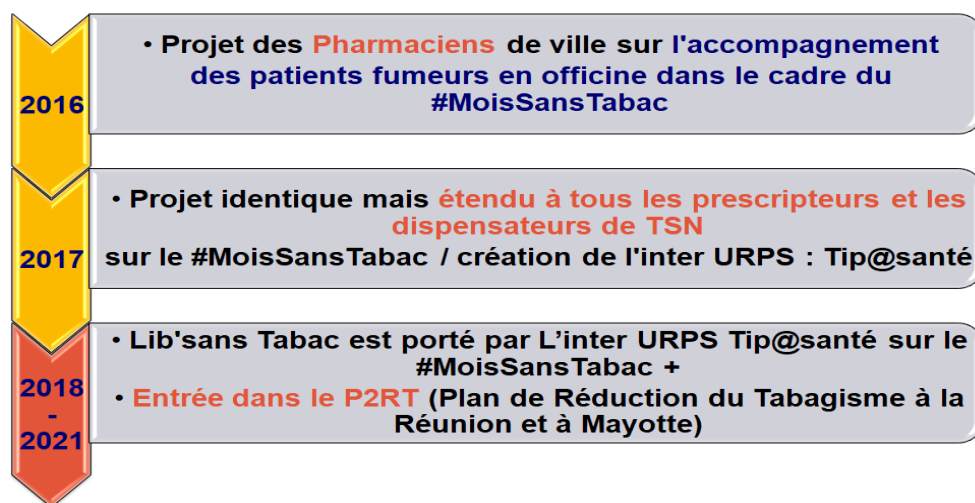 2016
• Projet des Pharmaciens de ville sur l'accompagnement
des patients fumeurs en officine dans le cadre du
#MoisSansTabac
2017
• Projet identique mais étendu à tous les prescripteurs et les
dispensateurs de TSN
sur le #MoisSansTabac / création de l'inter URPS : Tip@santé
2018
-
2021
• Lib'sans Tabac est porté par L’inter URPS Tip@santé sur le
#MoisSansTabac +
• Entrée dans le P2RT (Plan de Réduction du Tabagisme à la
Réunion et à Mayotte)